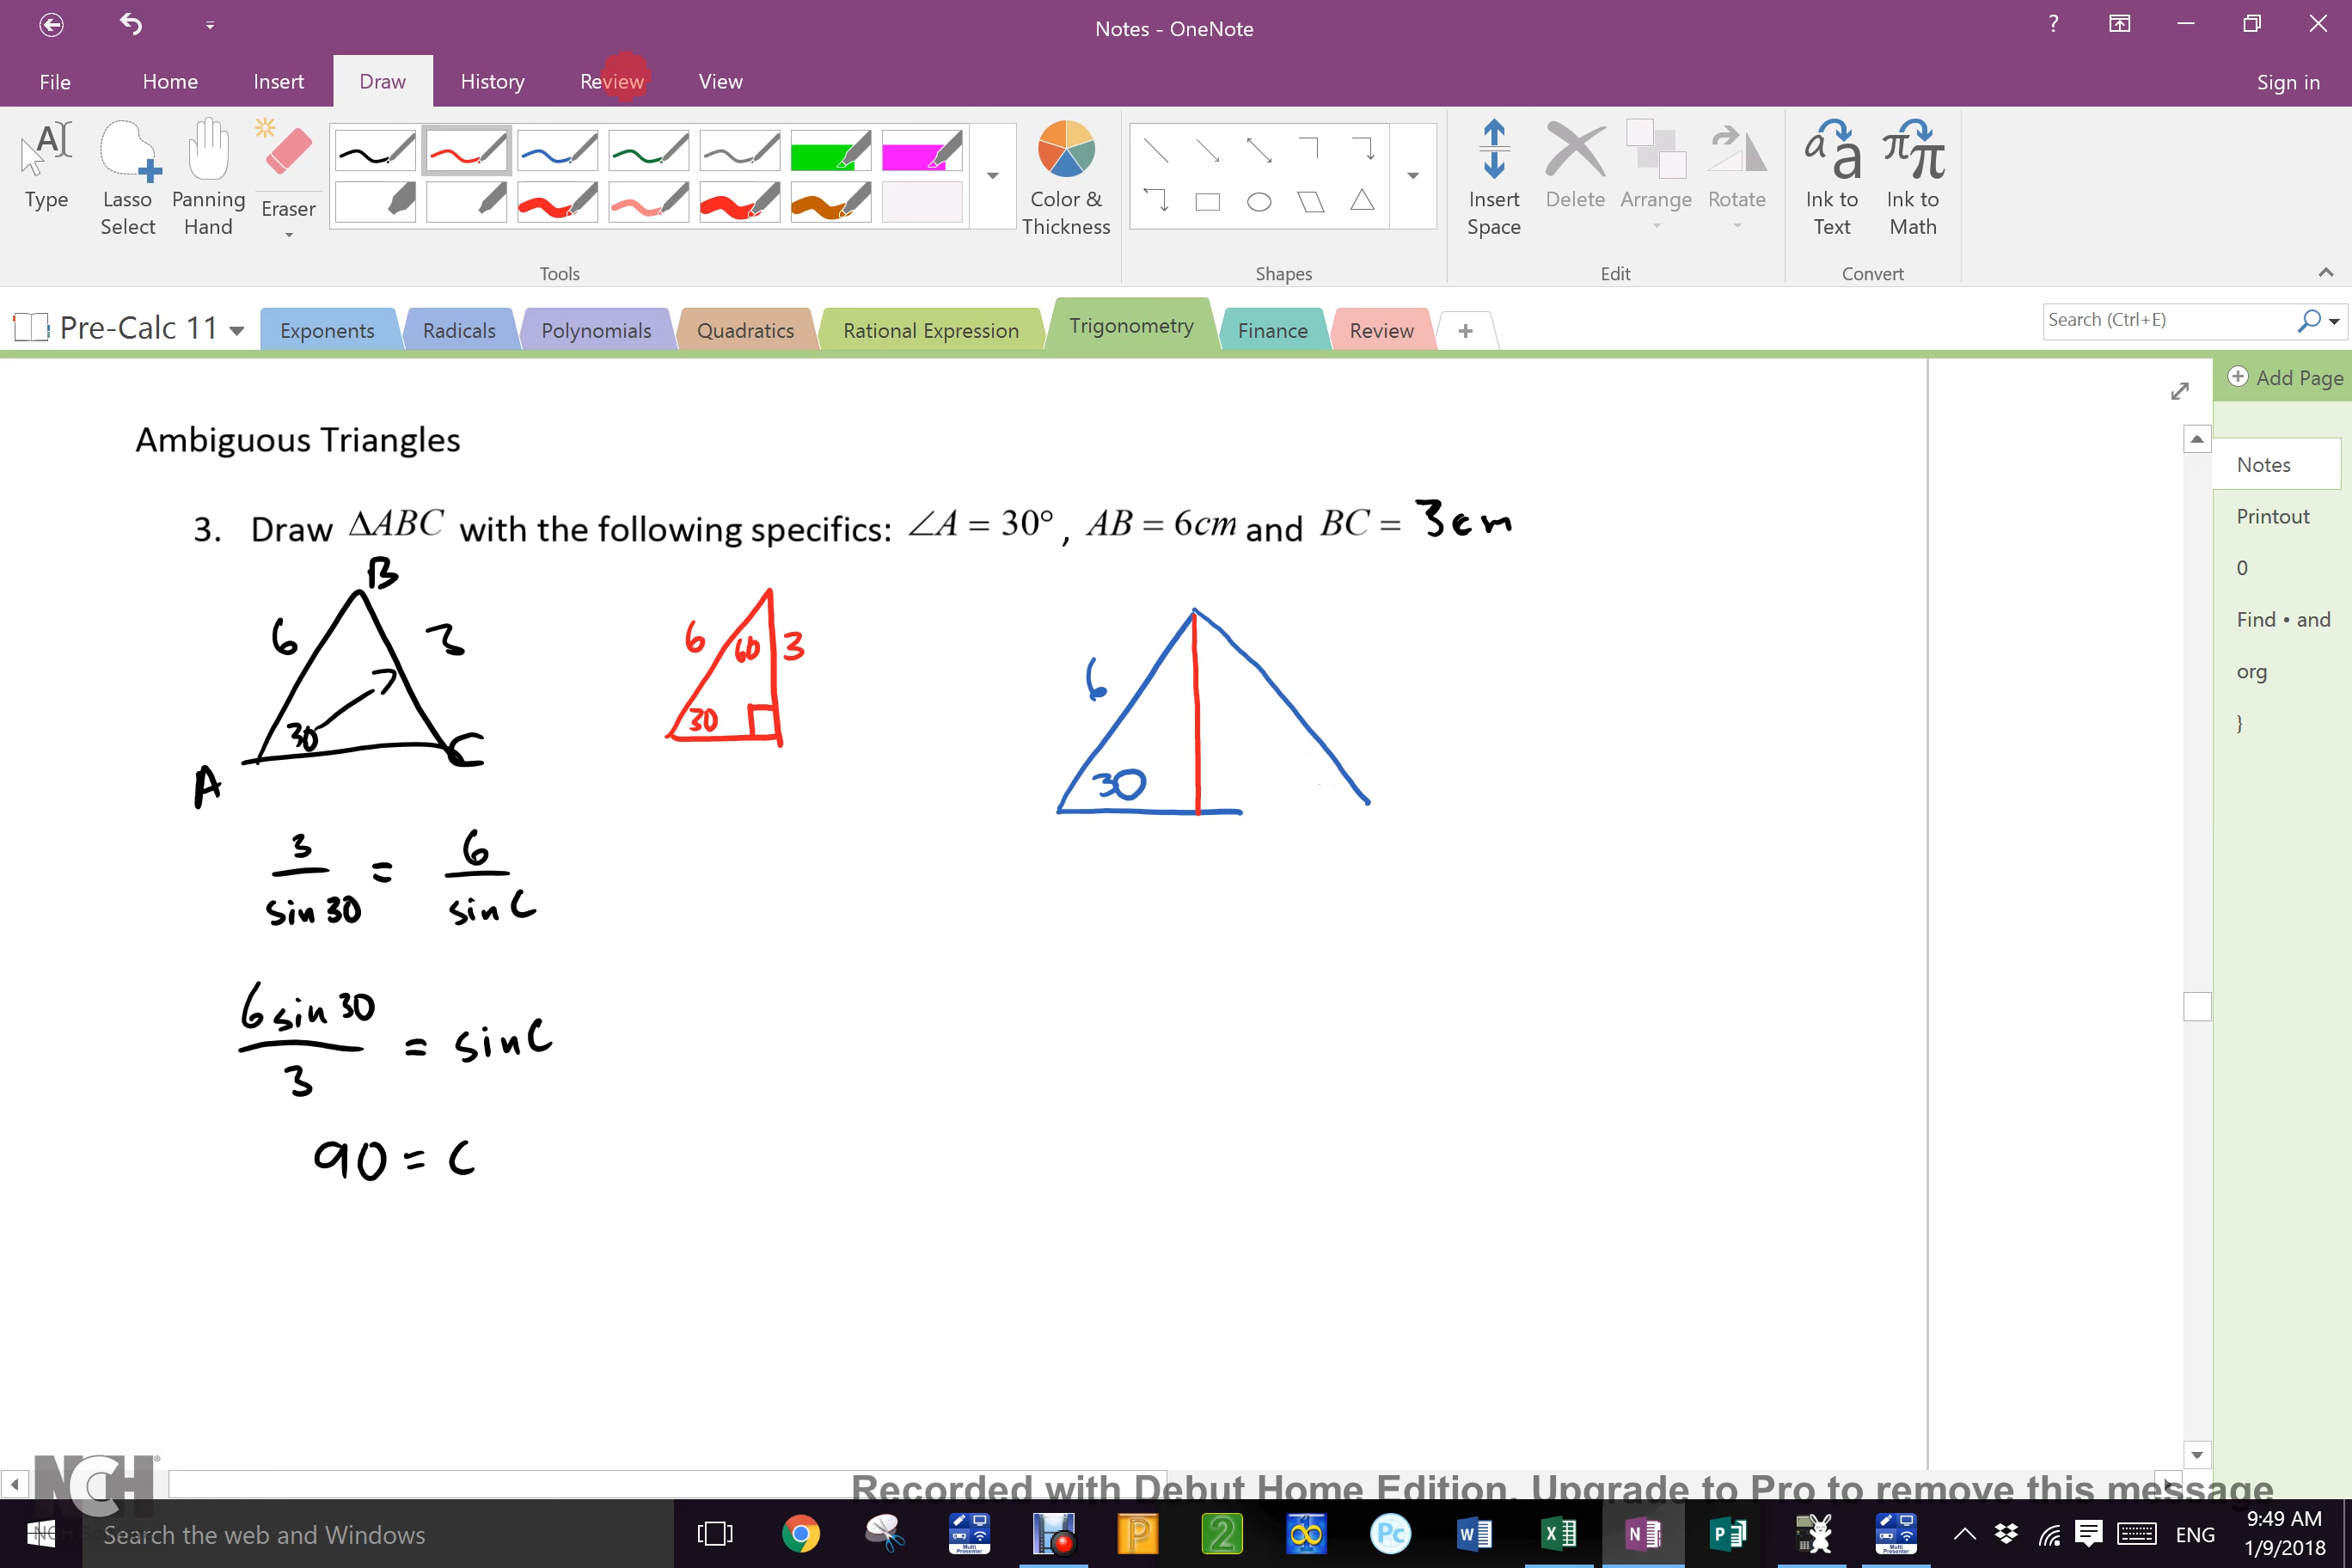 Notes - OneNote
?
File Home Insert Draw History Review View Sign in
Type
Lasso Select
Panning Hand
Eraser
Color & Thickness
Insert Space
Delete
Arrange
Rotate
Ink to Text
Ink to Math
Tools Shapes Edit Convert
Pre-Calc 11 Exponents Radicals Polynomials Quadratics Rational Expression Trigonometry Finance Review + Search (Ctrl+E)
Add Page
Notes
Printout
0
Find • and
org
}
Ambiguous Triangles
3. Draw ΔABC with the following specifics: ∠A = 30°, AB = 6cm and BC = 3cm
B
6 3
30
A C
6 60 3
30
6
30
3/sin 30 = 6/sin C
6 sin 30/3 = sin C
90 = C
NCH
Recorded with Debut Home Edition. Upgrade to Pro to remove this message
Search the web and Windows
ENG
9:49 AM
1/9/2018